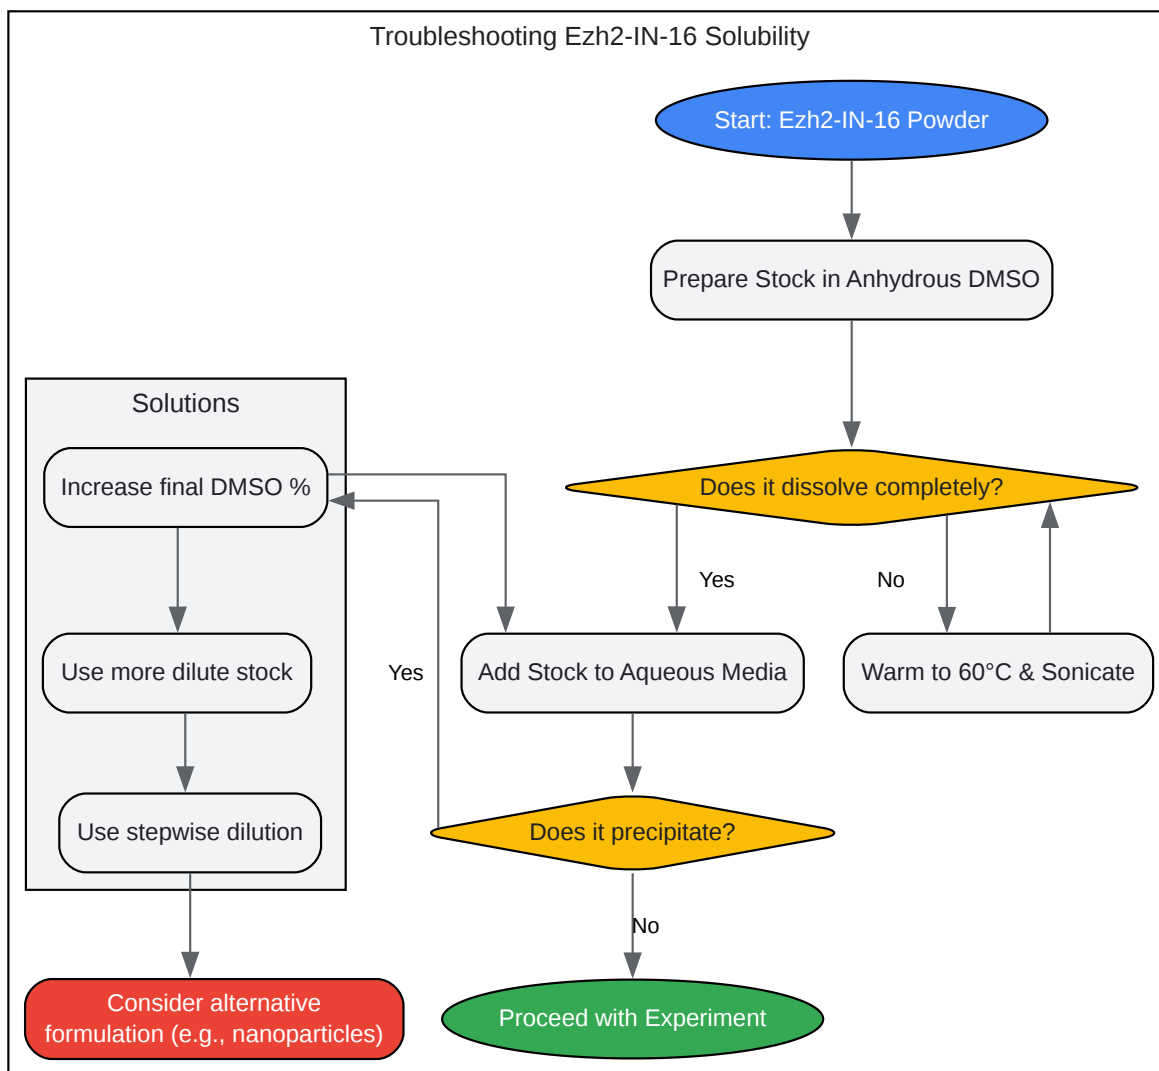 Troubleshooting Ezh2-IN-16 Solubility
Start: Ezh2-IN-16 Powder
Prepare Stock in Anhydrous DMSO
Solutions
Increase final DMSO %
Does it dissolve completely?
Yes
No
Use more dilute stock
Yes
Add Stock to Aqueous Media
Warm to 60°C & Sonicate
Use stepwise dilution
Does it precipitate?
No
Consider alternative
formulation (e.g., nanoparticles)
Proceed with Experiment